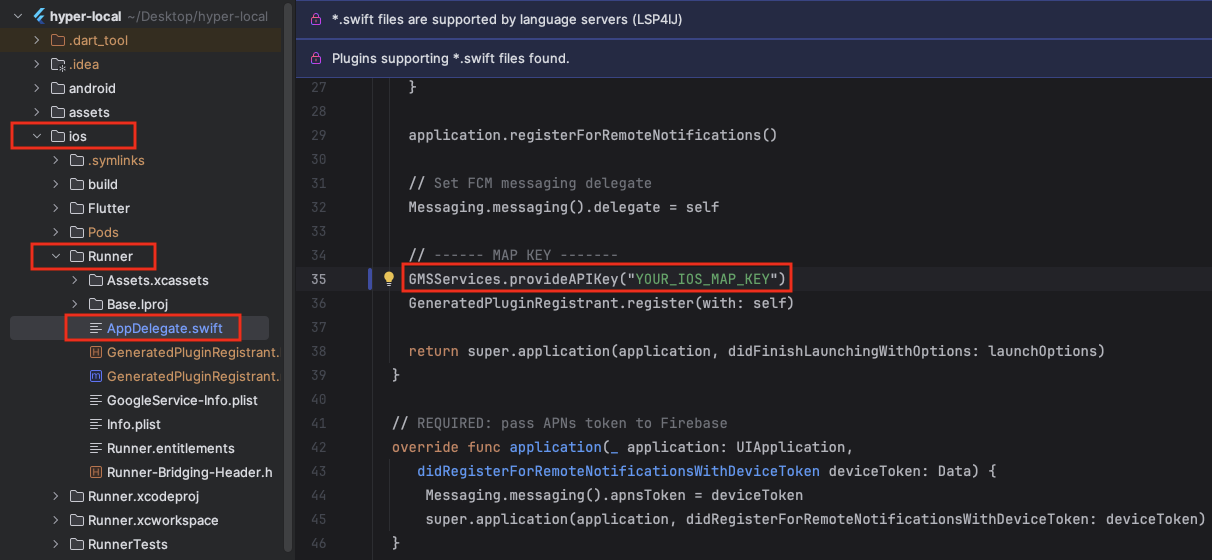 hyper-local ~/Desktop/hyper-local
.dart_tool
.idea
android
assets
ios
.symlinks
build
Flutter
Pods
Runner
Assets.xcassets
Base.lproj
AppDelegate.swift
GeneratedPluginRegistrant.
GeneratedPluginRegistrant.
GoogleService-Info.plist
Info.plist
Runner.entitlements
Runner-Bridging-Header.h
Runner.xcodeproj
Runner.xcworkspace
RunnerTests
*.swift files are supported by language servers (LSP4IJ)
Plugins supporting *.swift files found.
27 }
28
29 application.registerForRemoteNotifications()
30
31 // Set FCM messaging delegate
32 Messaging.messaging().delegate = self
33
34 // ------ MAP KEY -------
35 GMSServices.provideAPIKey("YOUR_IOS_MAP_KEY")
36 GeneratedPluginRegistrant.register(with: self)
37
38 return super.application(application, didFinishLaunchingWithOptions: launchOptions)
39 }
40
41 // REQUIRED: pass APNs token to Firebase
42 override func application(_ application: UIApplication,
43 didRegisterForRemoteNotificationsWithDeviceToken deviceToken: Data) {
44 Messaging.messaging().apnsToken = deviceToken
45 super.application(application, didRegisterForRemoteNotificationsWithDeviceToken: deviceToken)
46 }